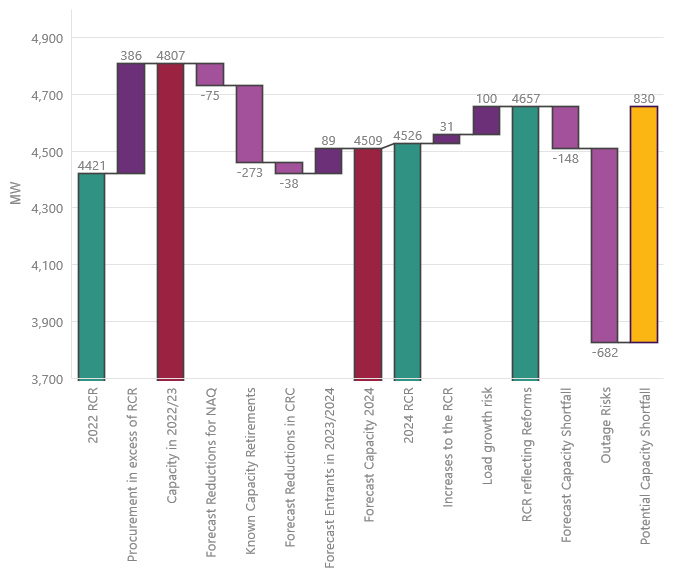 4,900
4,700
4,500
4,300
4,100
3,900
3,700
MW
4421
386
4807
-75
-273
-38
89
4509
4526
31
100
4657
-148
-682
830
2022 RCR
Procurement in excess of RCR
Capacity in 2022/23
Forecast Reductions for NAQ
Known Capacity Retirements
Forecast Reductions in CRC
Forecast Entrants in 2023/2024
Forecast Capacity 2024
2024 RCR
Increases to the RCR
Load growth risk
RCR reflecting Reforms
Forecast Capacity Shortfall
Outage Risks
Potential Capacity Shortfall